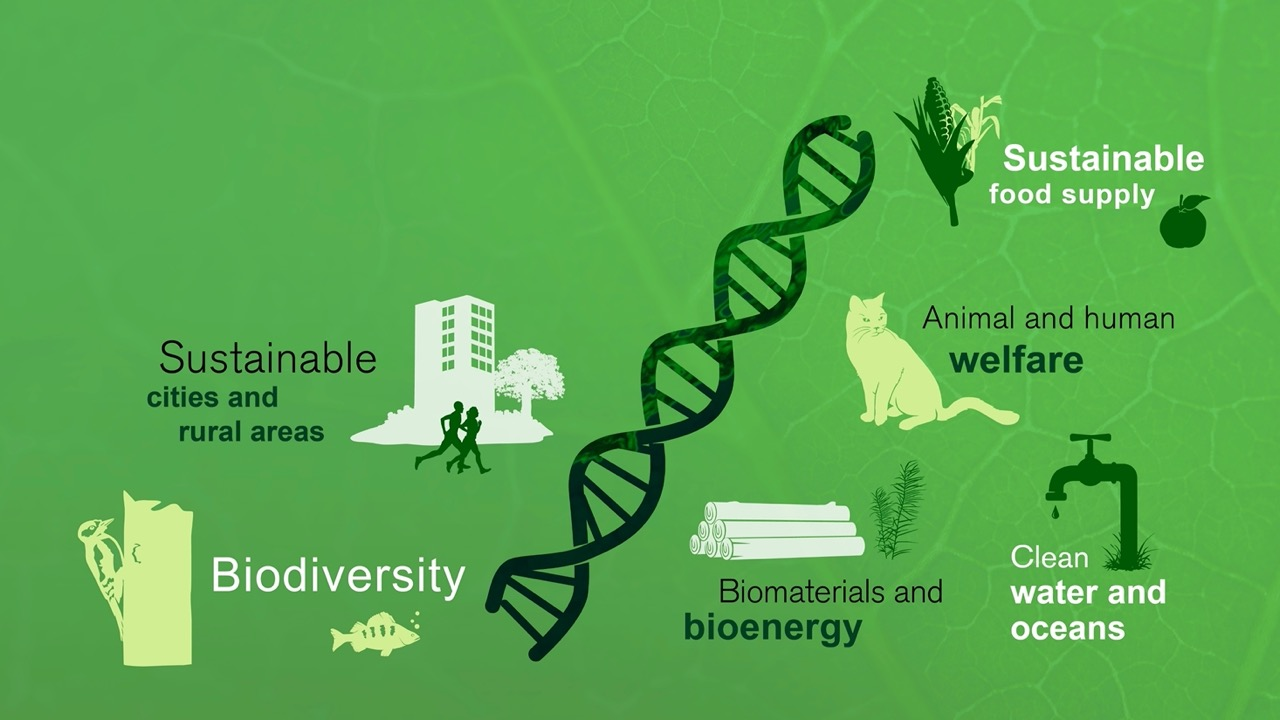 Sustainable
food supply
Animal and human
welfare
Sustainable
cities and
rural areas
Biodiversity
Biomaterials and
bioenergy
Clean
water and
oceans